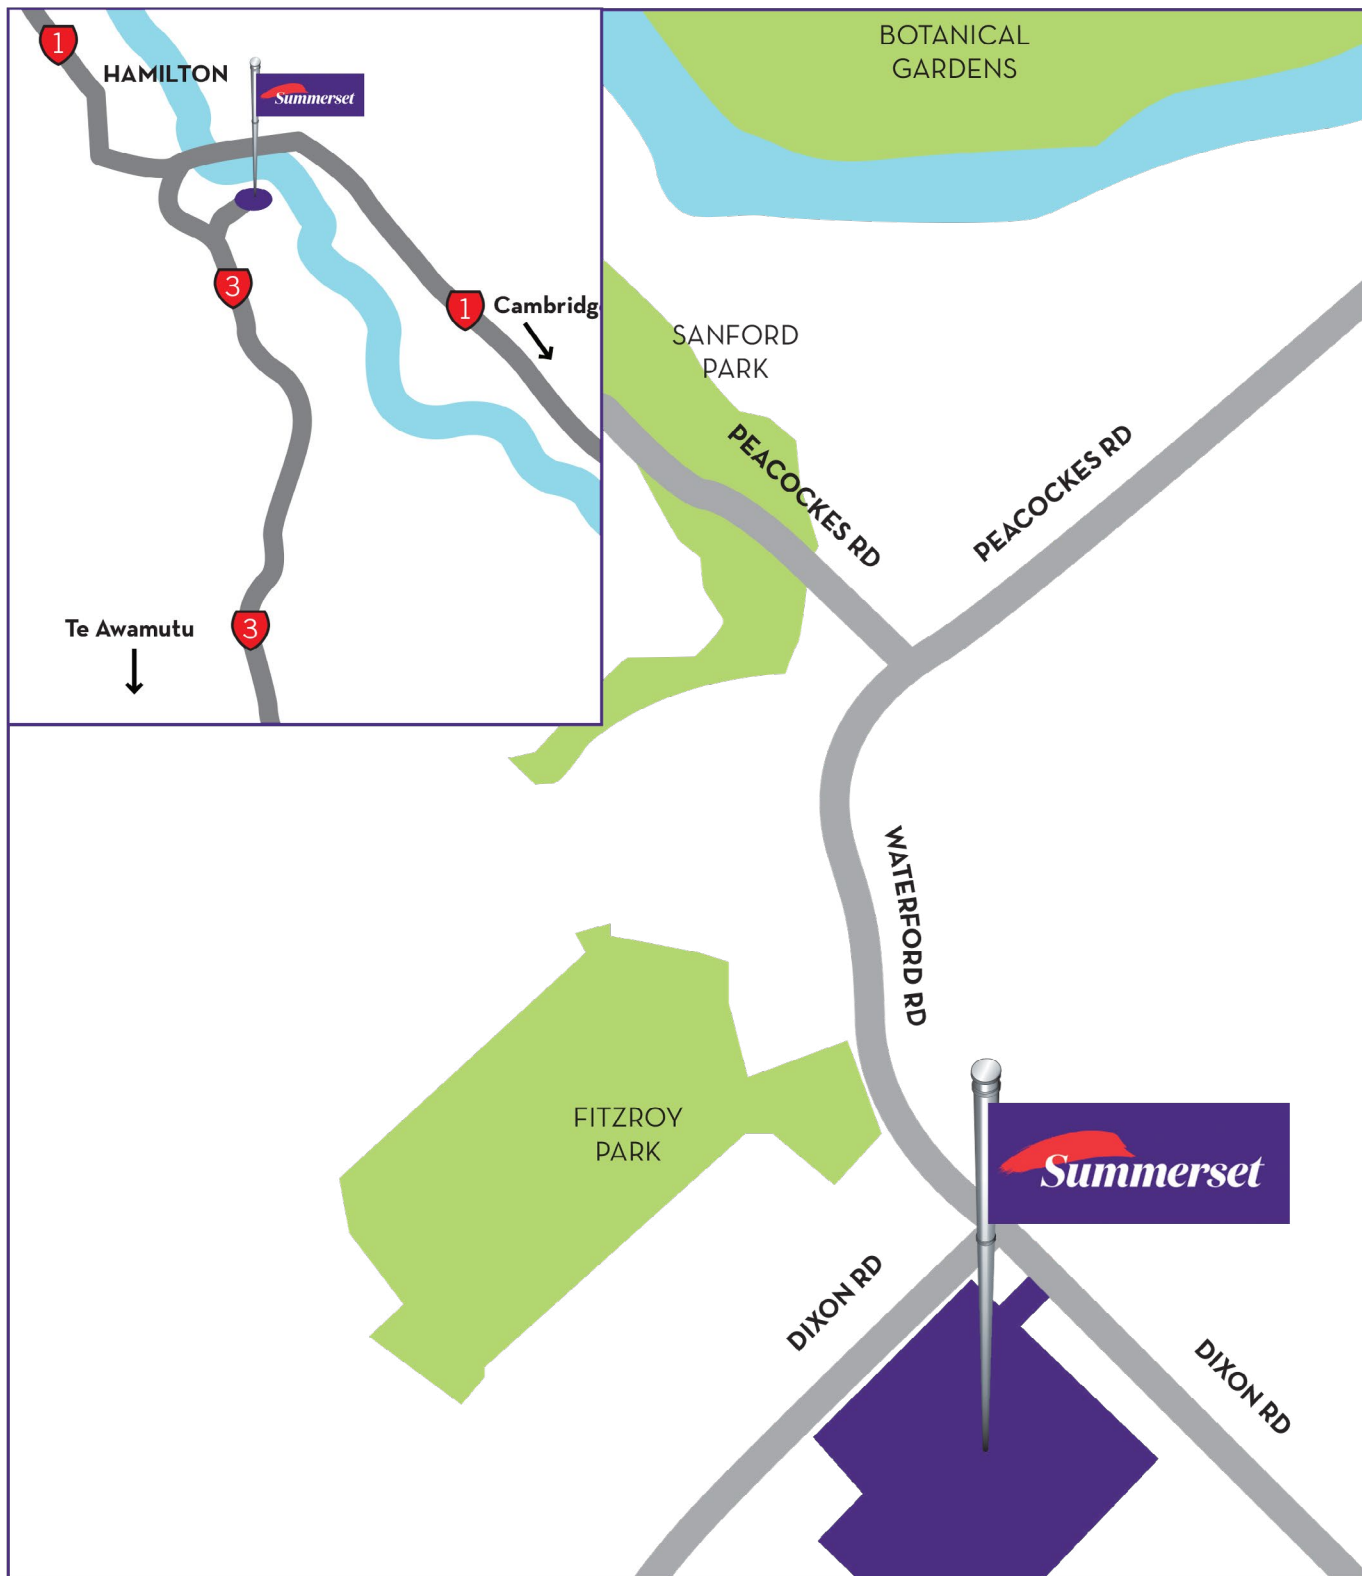 1
HAMILTON
Summerset
3
1
Cambridg
3
Te Awamutu
BOTANICAL
GARDENS
SANFORD
PARK
PEACOCKES RD
PEACOCKES RD
WATERFORD RD
FITZROY
PARK
Summerset
DIXON RD
DIXON RD